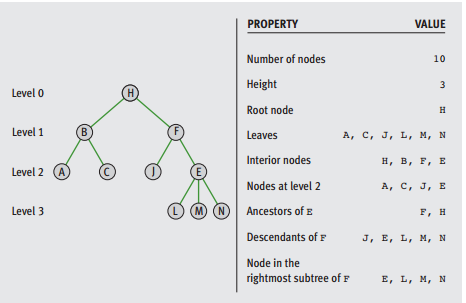 PROPERTY VALUE
Number of nodes 10
Height 3
Root node H
Leaves A, C, J, L, M, N
Interior nodes H, B, F, E
Nodes at level 2 A, C, J, E
Ancestors of E F, H
Descendants of F J, E, L, M, N
Node in the
rightmost subtree of F E, L, M, N
Level 0 H
Level 1 B F
Level 2 A C J E
Level 3 L M N